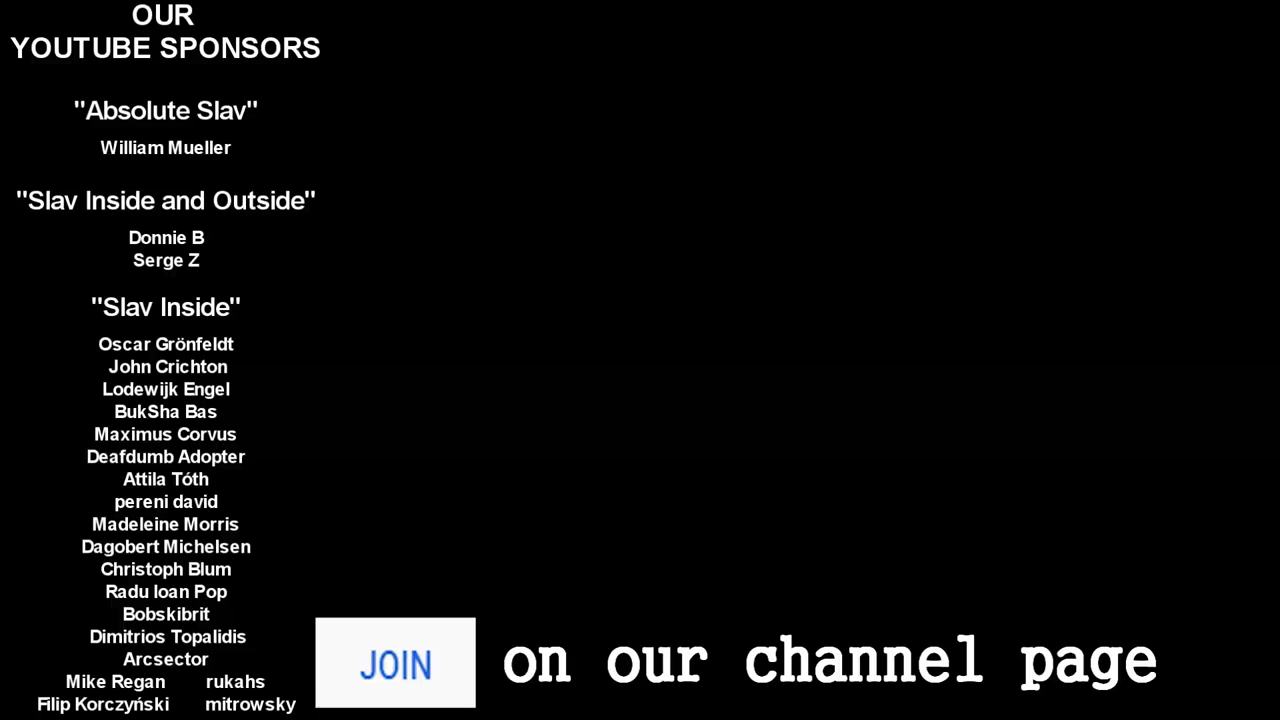 OUR
YOUTUBE SPONSORS
"Absolute Slav"
William Mueller
"Slav Inside and Outside"
Donnie B
Serge Z
"Slav Inside"
Oscar Grönfeldt
John Crichton
Lodewijk Engel
BukSha Bas
Maximus Corvus
Deafdumb Adopter
Attila Tóth
pereni david
Madeleine Morris
Dagobert Michelsen
Christoph Blum
Radu Ioan Pop
Bobskibrit
Dimitrios Topalidis
Arcsector
Mike Regan rukahs
Filip Korczyński mitrowsky
JOIN on our channel page